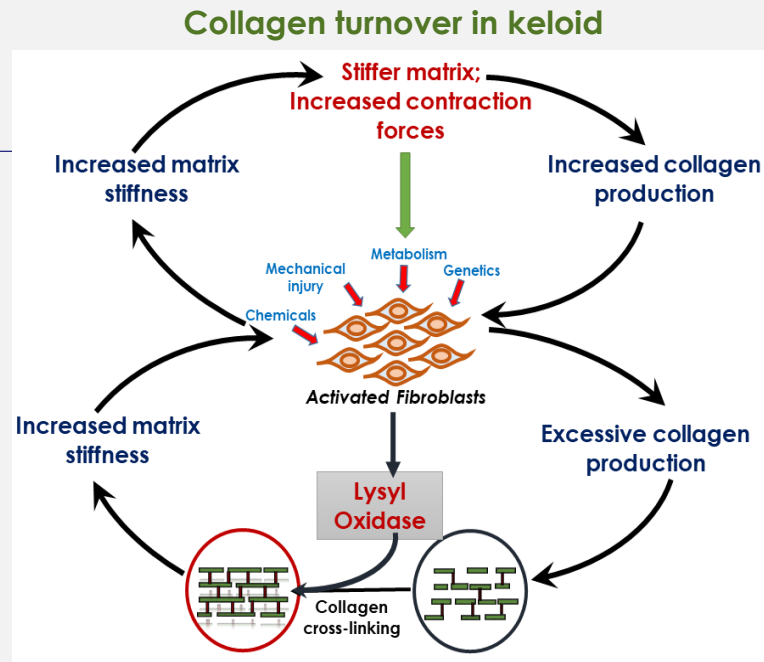 Collagen turnover in keloid
Stiffer matrix;
Increased contraction
forces
Increased matrix
stiffness
Increased collagen
production
Metabolism
Mechanical
injury
Genetics
Chemicals
Activated Fibroblasts
Increased matrix
stiffness
Excessive collagen
production
Lysyl
Oxidase
Collagen
cross-linking